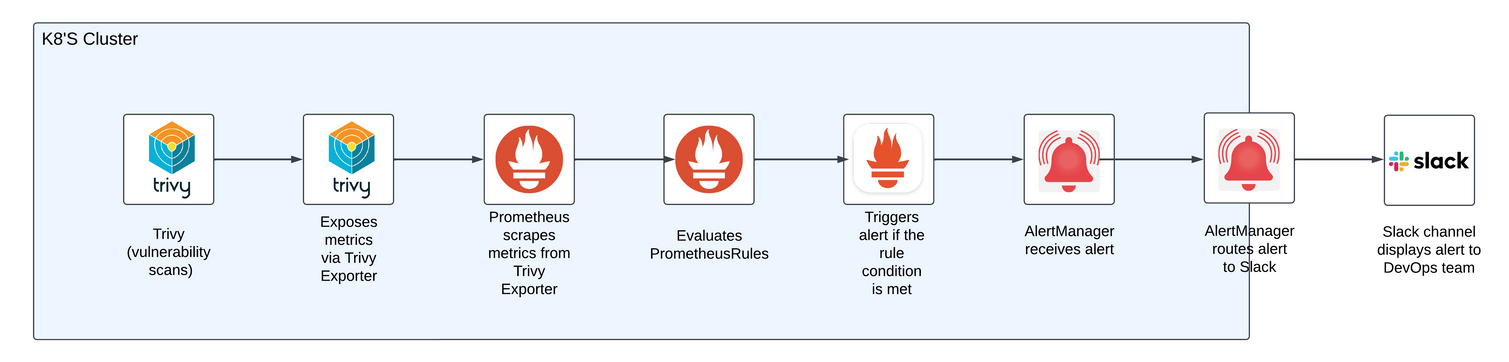 K8'S Cluster
trivy
Trivy
(vulnerability
scans)
trivy
Exposes
metrics
via Trivy
Exporter
Prometheus
scrapes
metrics from
Trivy
Exporter
Evaluates
PrometheusRules
Triggers
alert if the
rule
condition
is met
AlertManager
receives alert
AlertManager
routes alert
to Slack
slack
Slack channel
displays alert to
DevOps team